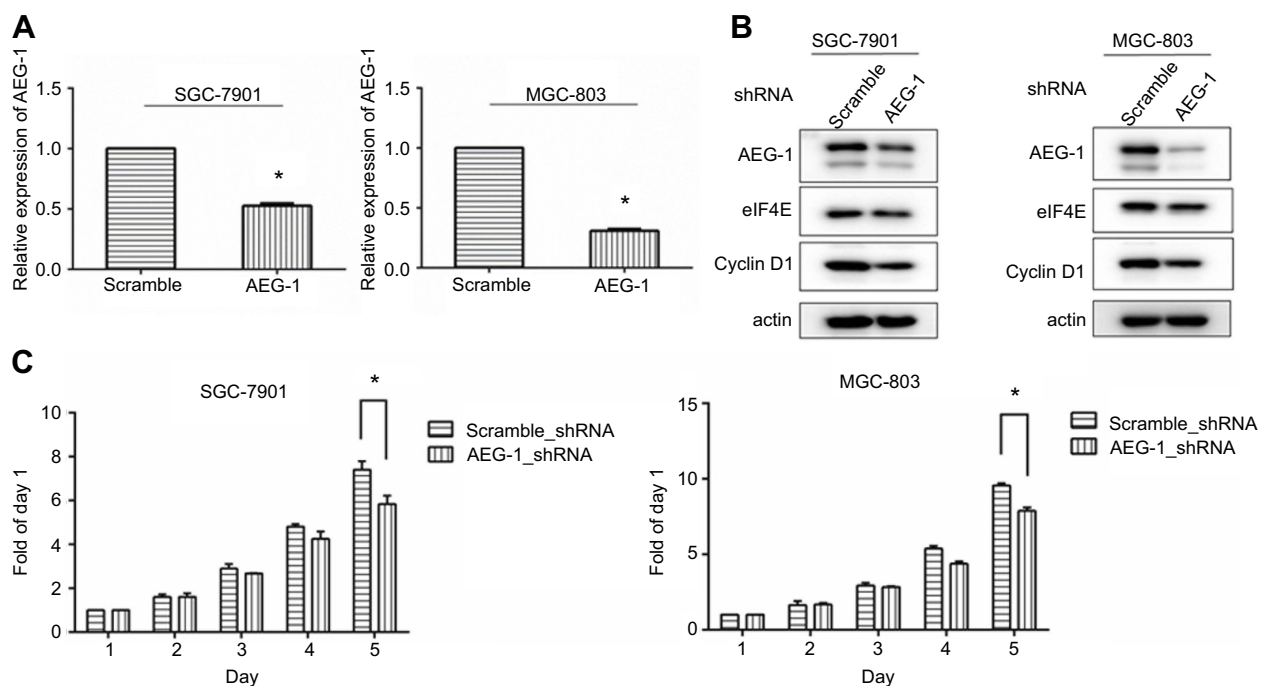 A
Relative expression of AEG-1
1.5
1.0
0.5
0.0
SGC-7901
*
Scramble
AEG-1
Relative expression of AEG-1
1.5
1.0
0.5
0.0
MGC-803
*
Scramble
AEG-1
B
SGC-7901
shRNA
Scramble
AEG-1
AEG-1
eIF4E
Cyclin D1
actin
MGC-803
shRNA
Scramble
AEG-1
AEG-1
eIF4E
Cyclin D1
actin
C
SGC-7901
Fold of day 1
10
8
6
4
2
0
*
Scramble_shRNA
AEG-1_shRNA
1 2 3 4 5
Day
MGC-803
Fold of day 1
15
10
5
0
*
Scramble_shRNA
AEG-1_shRNA
1 2 3 4 5
Day